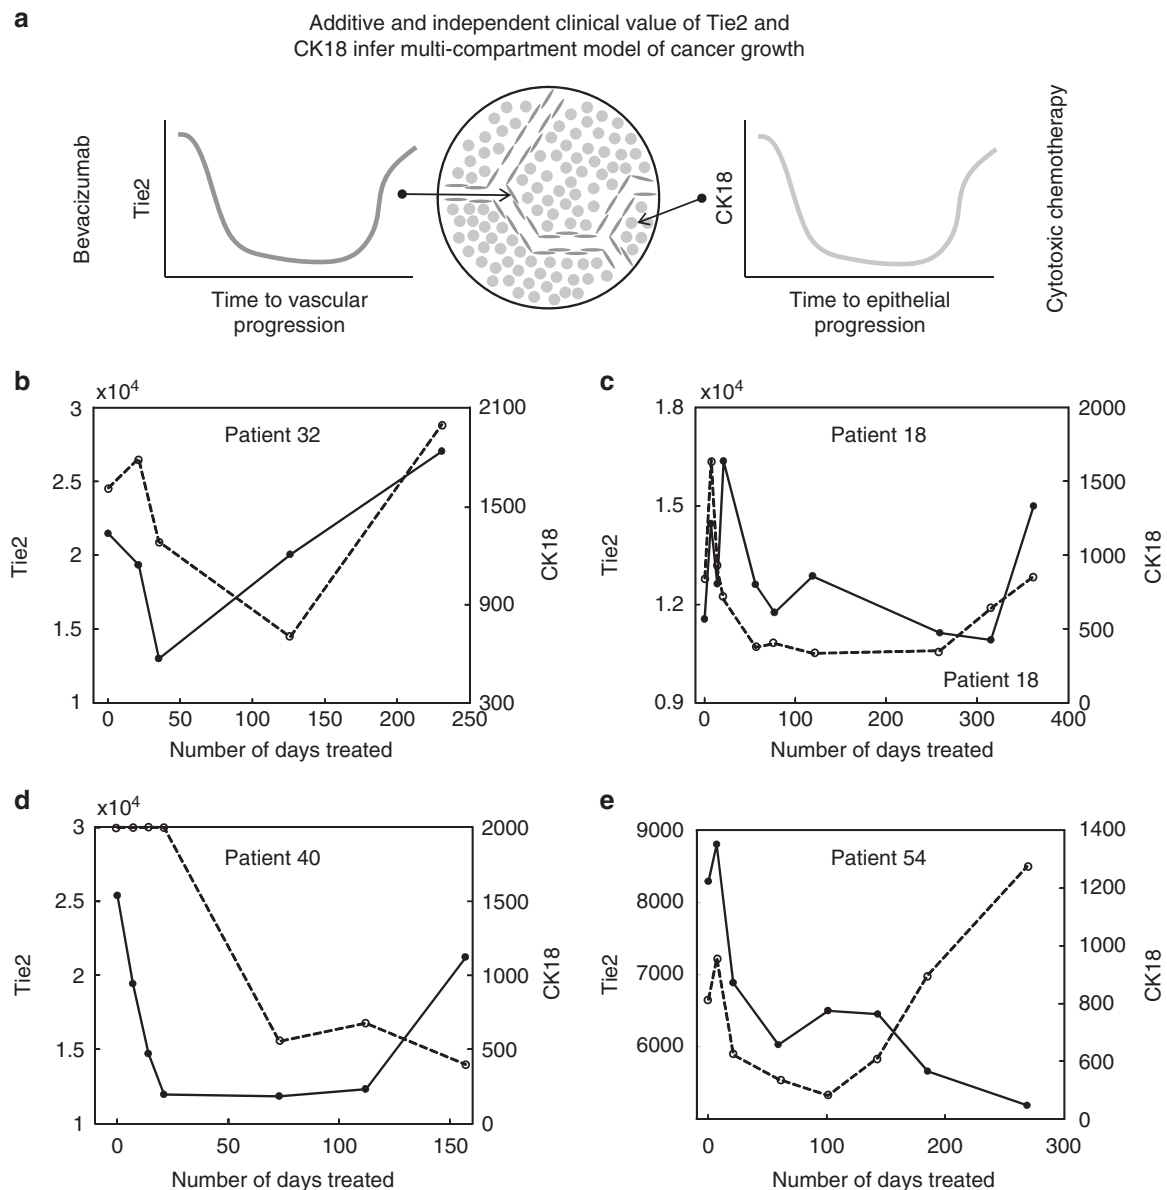 a
Additive and independent clinical value of Tie2 and
CK18 infer multi-compartment model of cancer growth
Bevacizumab
Tie2
Time to vascular
progression
CK18
Time to epithelial
progression
Cytotoxic chemotherapy
b
x10⁴
3
2.5
2
1.5
1
Tie2
Patient 32
2100
1500
900
300
CK18
0 50 100 150 200 250
Number of days treated
c
x10⁴
1.8
1.5
1.2
0.9
Tie2
Patient 18
Patient 18
2000
1500
1000
500
0
CK18
0 100 200 300 400
Number of days treated
d
x10⁴
3
2.5
2
1.5
1
Tie2
Patient 40
2000
1500
1000
500
0
CK18
0 50 100 150
Number of days treated
e
9000
8000
7000
6000
Tie2
Patient 54
1400
1200
1000
800
600
0
CK18
0 100 200 300
Number of days treated